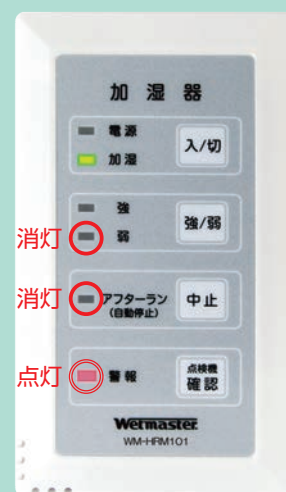 加湿器
電源
加湿
入/切
強
弱
強/弱
消灯
消灯
アフターラン
(自動停止)
中止
点灯
警報
点検機
確認
Wetmaster
WM-HRM101